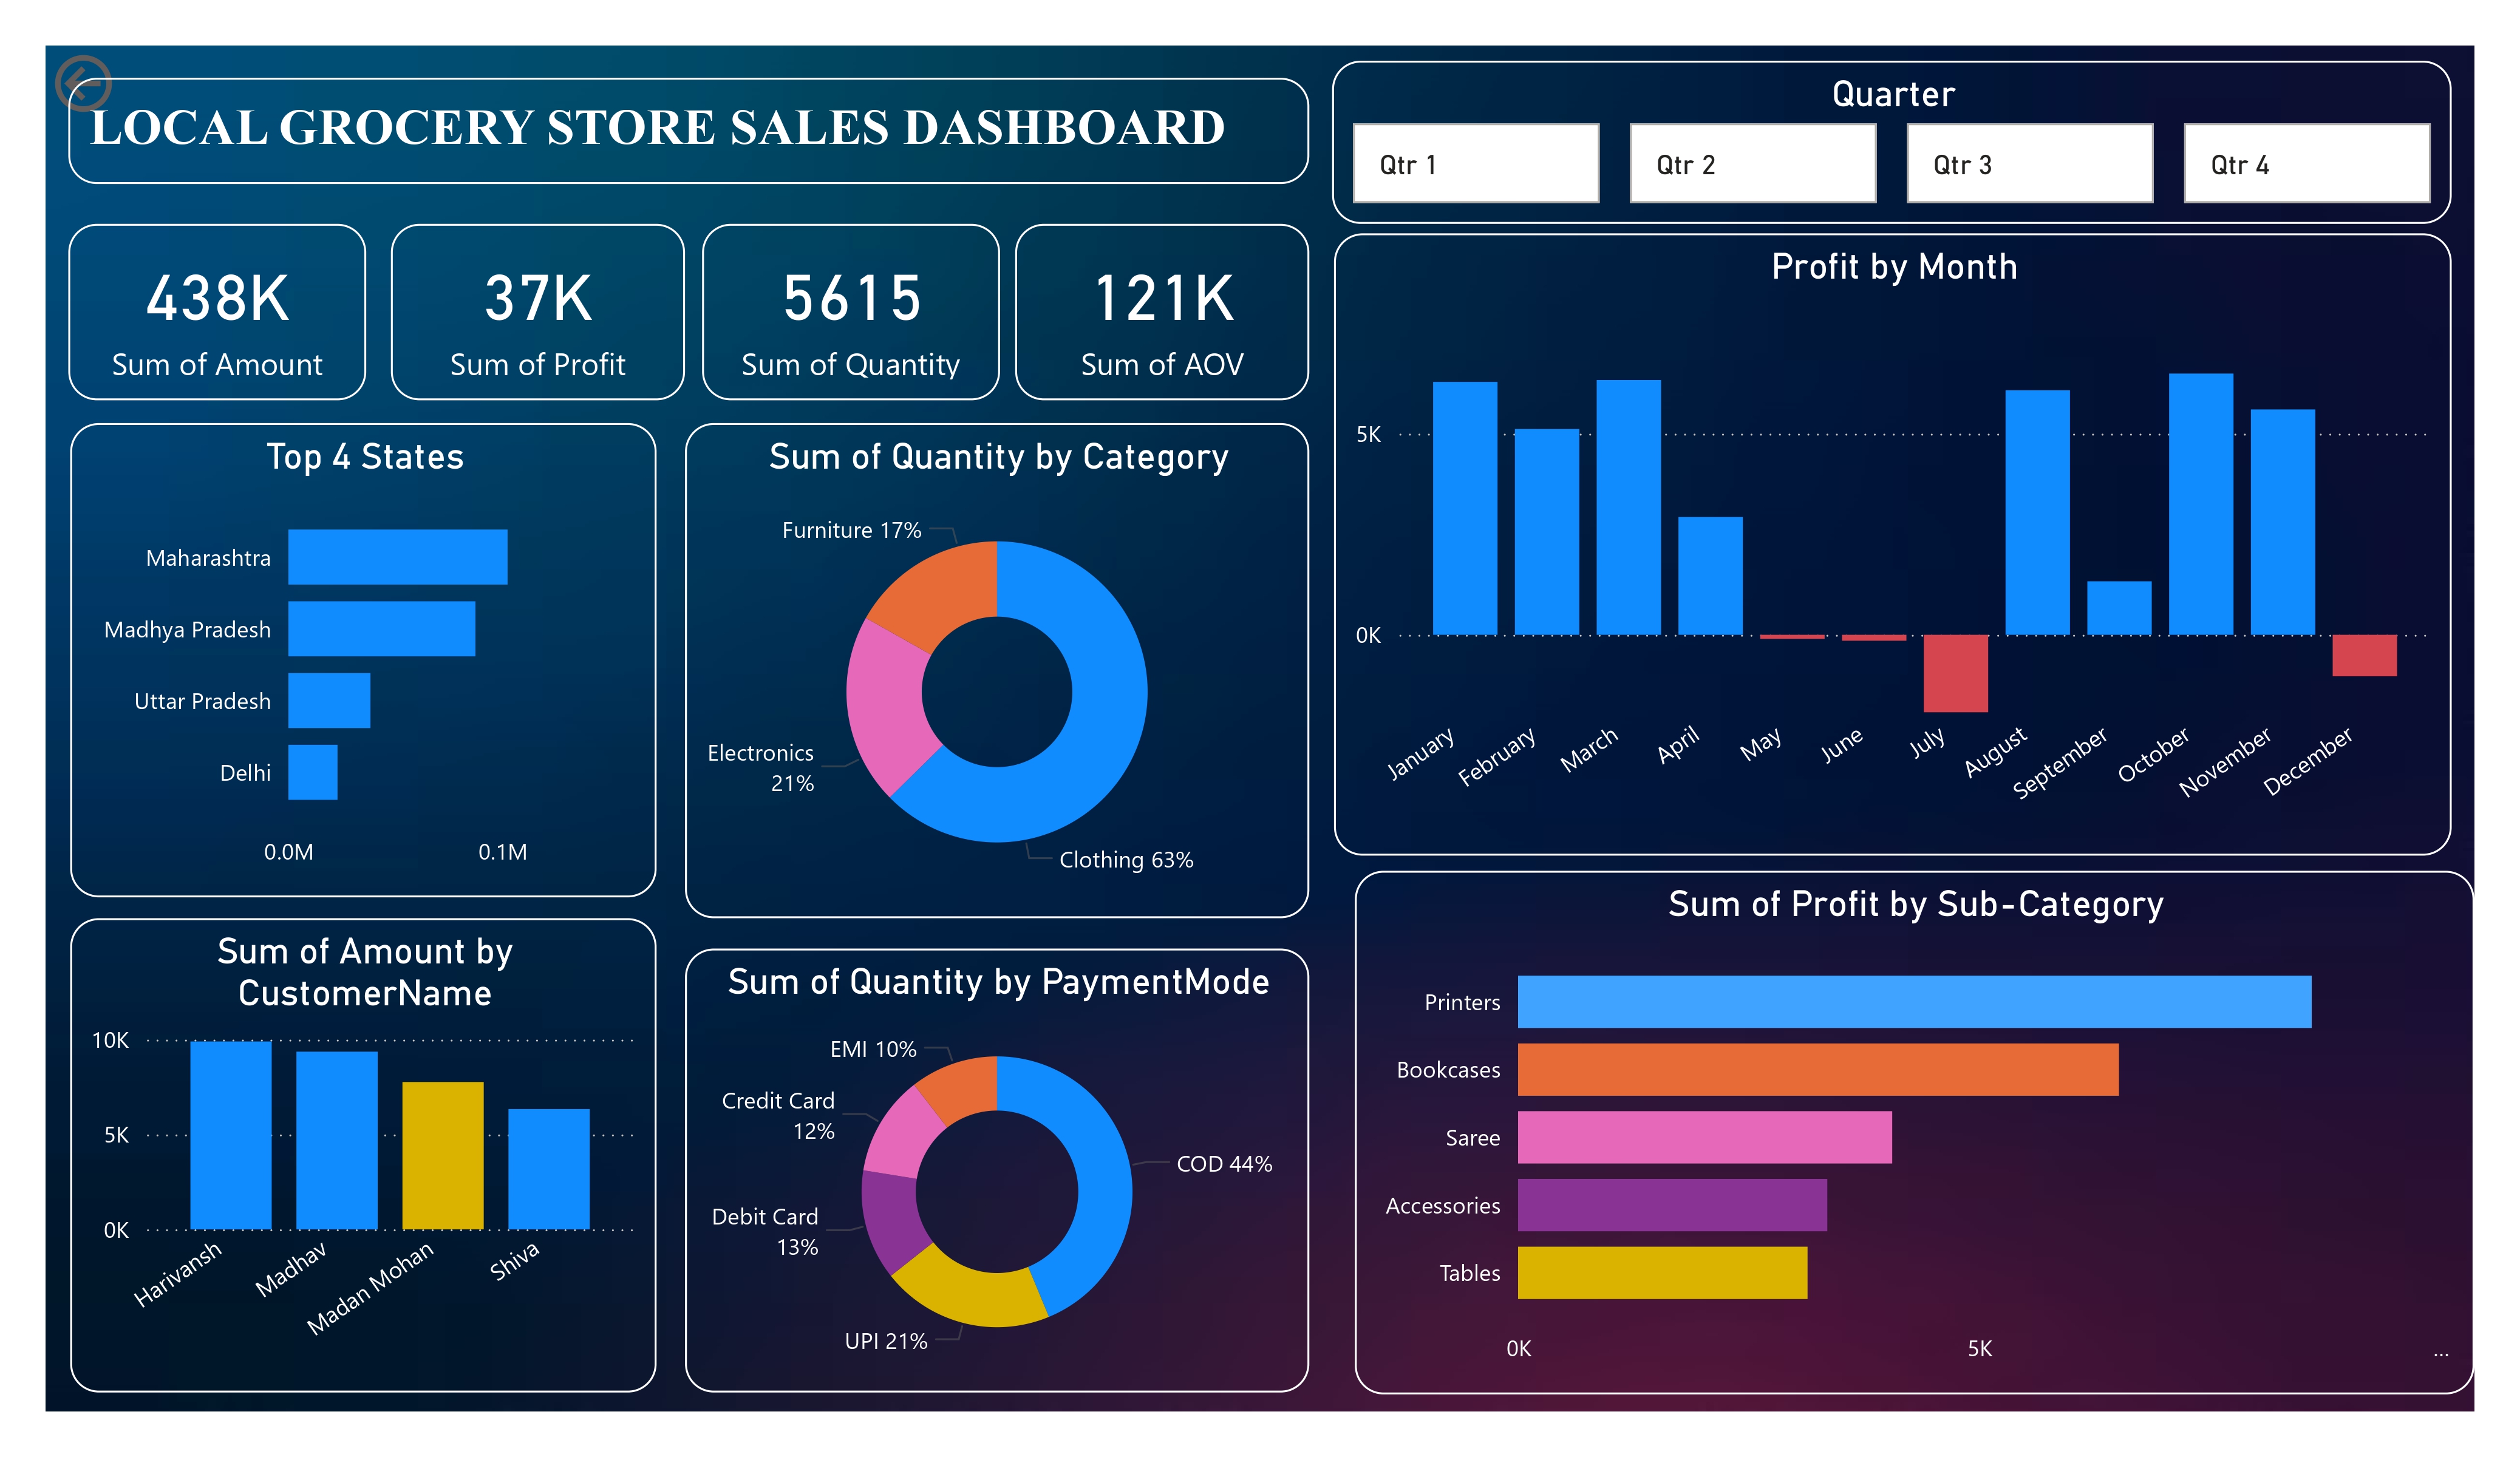 LOCAL GROCERY STORE SALES DASHBOARD
Quarter
Qtr 1
Qtr 2
Qtr 3
Qtr 4
438K
Sum of Amount
37K
Sum of Profit
5615
Sum of Quantity
121K
Sum of AOV
Top 4 States
Maharashtra
Madhya Pradesh
Uttar Pradesh
Delhi
0.0M
0.1M
Sum of Quantity by Category
Furniture 17%
Electronics
21%
Clothing 63%
Profit by Month
5K
0K
January
February
March
April
May
June
July
August
September
October
November
December
Sum of Amount by
CustomerName
10K
5K
0K
Harivansh
Madhav
Madan Mohan
Shiva
Sum of Quantity by PaymentMode
EMI 10%
Credit Card
12%
Debit Card
13%
UPI 21%
COD 44%
Sum of Profit by Sub-Category
Printers
Bookcases
Saree
Accessories
Tables
0K
5K
...